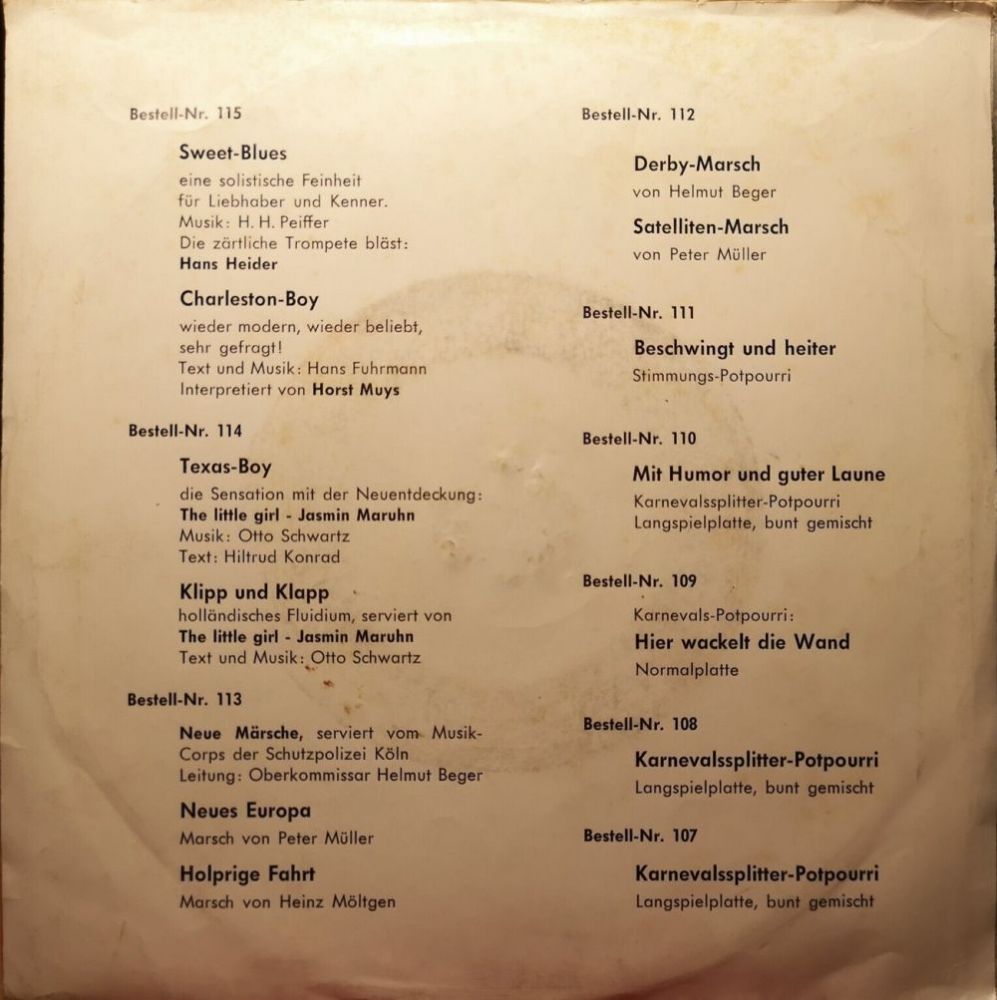 Bestell-Nr. 115
Sweet-Blues
eine solistische Feinheit
für Liebhaber und Kenner.
Musik: H. H. Peiffer
Die zärtliche Trompete bläst:
Hans Heider
Charleston-Boy
wieder modern, wieder beliebt,
sehr gefragt!
Text und Musik: Hans Fuhrmann
Interpretiert von Horst Muys
Bestell-Nr. 114
Texas-Boy
die Sensation mit der Neuentdeckung:
The little girl - Jasmin Maruhn
Musik: Otto Schwartz
Text: Hiltrud Konrad
Klipp und Klapp
holländisches Fluidium, serviert von
The little girl - Jasmin Maruhn
Text und Musik: Otto Schwartz
Bestell-Nr. 113
Neue Märsche, serviert vom Musik-
Corps der Schutzpolizei Köln
Leitung: Oberkommissar Helmut Beger
Neues Europa
Marsch von Peter Müller
Holprige Fahrt
Marsch von Heinz Möltgen
Bestell-Nr. 112
Derby-Marsch
von Helmut Beger
Satelliten-Marsch
von Peter Müller
Bestell-Nr. 111
Beschwingt und heiter
Stimmungs-Potpourri
Bestell-Nr. 110
Mit Humor und guter Laune
Karnevalssplitter-Potpourri
Langspielplatte, bunt gemischt
Bestell-Nr. 109
Karnevals-Potpourri:
Hier wackelt die Wand
Normalplatte
Bestell-Nr. 108
Karnevalssplitter-Potpourri
Langspielplatte, bunt gemischt
Bestell-Nr. 107
Karnevalssplitter-Potpourri
Langspielplatte, bunt gemischt